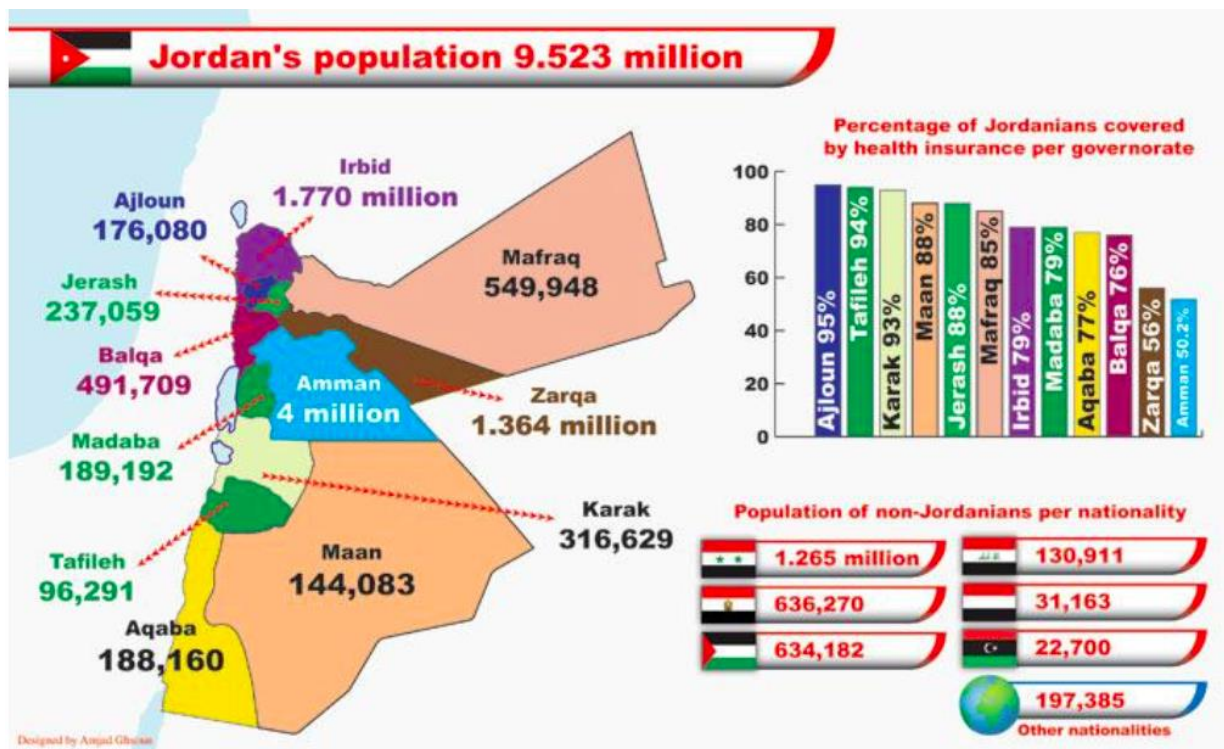 Jordan's population 9.523 million
Irbid
1.770 million
Ajloun
176,080
Mafraq
549,948
Jerash
237,059
Balqa
491,709
Amman
4 million
Zarqa
1.364 million
Madaba
189,192
Karak
316,629
Maan
144,083
Tafileh
96,291
Aqaba
188,160
Percentage of Jordanians covered
by health insurance per governorate
100
80
60
40
20
0
Ajloun 95%
Tafileh 94%
Karak 93%
Maan 88%
Jerash 88%
Mafraq 85%
Irbid 79%
Madaba 79%
Aqaba 77%
Balqa 76%
Zarqa 56%
Amman 50.2%
Population of non-Jordanians per nationality
1.265 million
130,911
636,270
31,163
634,182
22,700
197,385
Other nationalities
Designed by Amjad